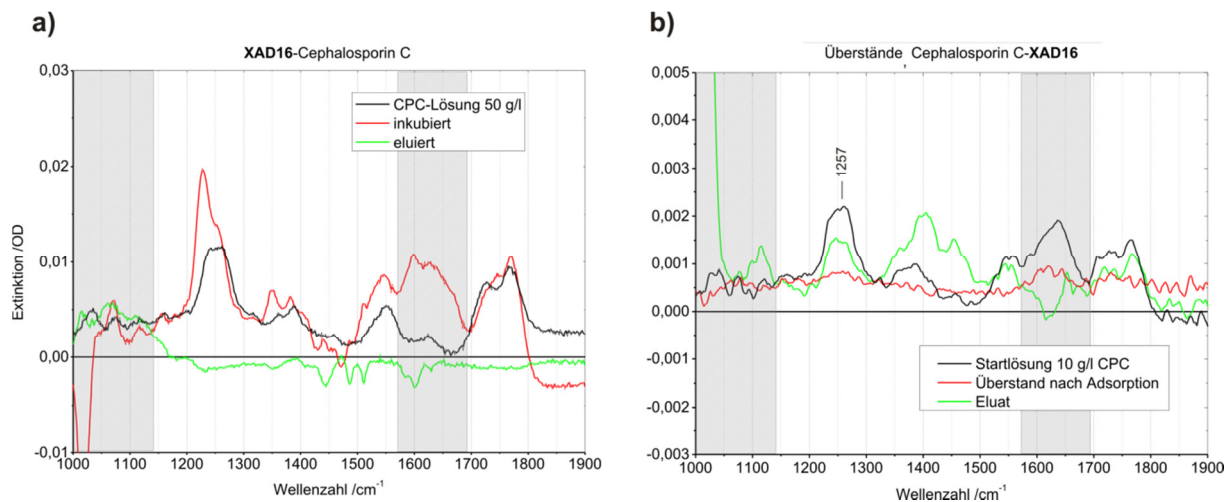 a)
XAD16-Cephalosporin C
0,03
0,02
0,01
0,00
-0,01
Extinktion /OD
CPC-Lösung 50 g/l
inkubiert
eluiert
1000 1100 1200 1300 1400 1500 1600 1700 1800 1900
Wellenzahl /cm-1
b)
Überstände, Cephalosporin C-XAD16
0,005
0,004
0,003
0,002
0,001
0,000
-0,001
-0,002
-0,003
1257
Startlösung 10 g/l CPC
Überstand nach Adsorption
Eluat
1000 1100 1200 1300 1400 1500 1600 1700 1800 1900
Wellenzahl /cm-1